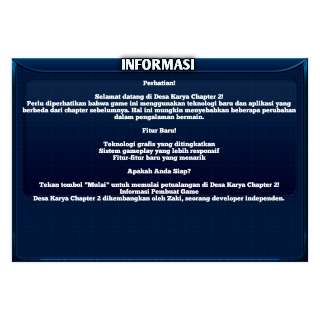 INFORMASI
Perhatian!
Selamat datang di Desa Karya Chapter 2!
Perlu diperhatikan bahwa game ini menggunakan teknologi baru dan aplikasi yang
berbeda dari chapter sebelumnya. Hal ini mungkin menyebabkan beberapa perubahan
dalam pengalaman bermain.
Fitur Baru!
Teknologi grafis yang ditingkatkan
Sistem gameplay yang lebih responsif
Fitur-fitur baru yang menarik
Apakah Anda Siap?
Tekan tombol "Mulai" untuk memulai petualangan di Desa Karya Chapter 2!
Informasi Pembuat Game
Desa Karya Chapter 2 dikembangkan oleh Zaki, seorang developer independen.